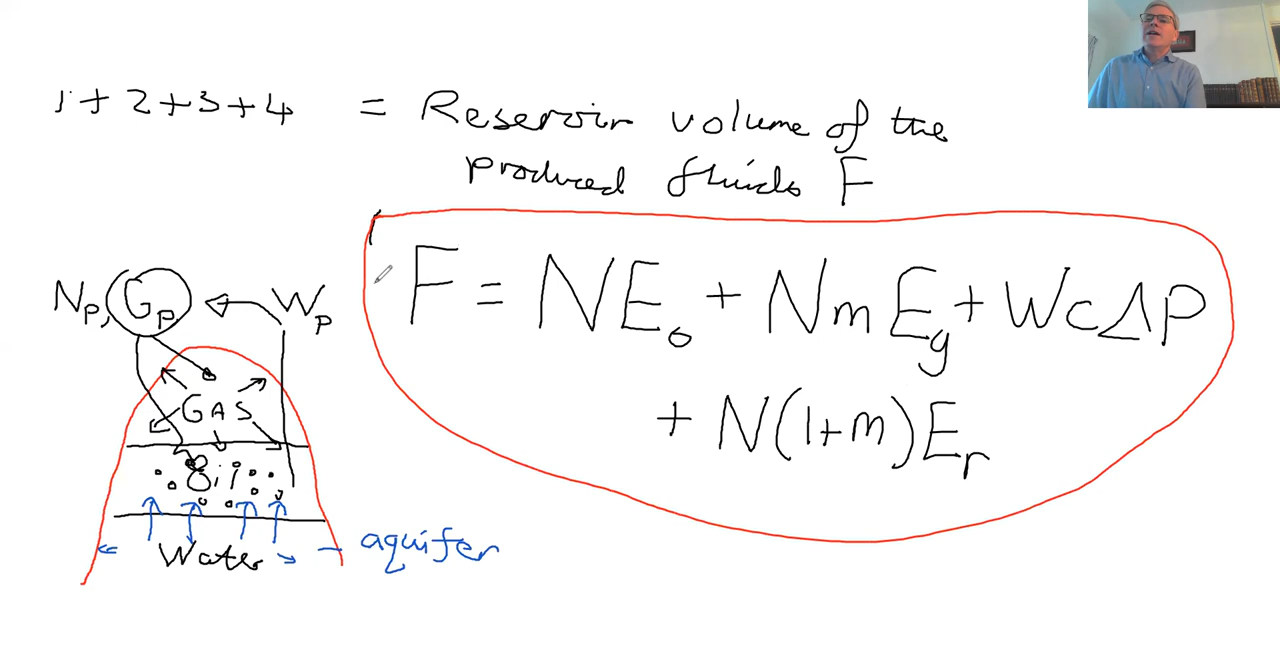 1 + 2 + 3 + 4 = Reservoir volume of the
produced fluids F
F = NE₀ + NmE_g + WcΔP
+ N(1+m)E_r
N_P, G_P W_P
GAS
Oil
Water
aquifer